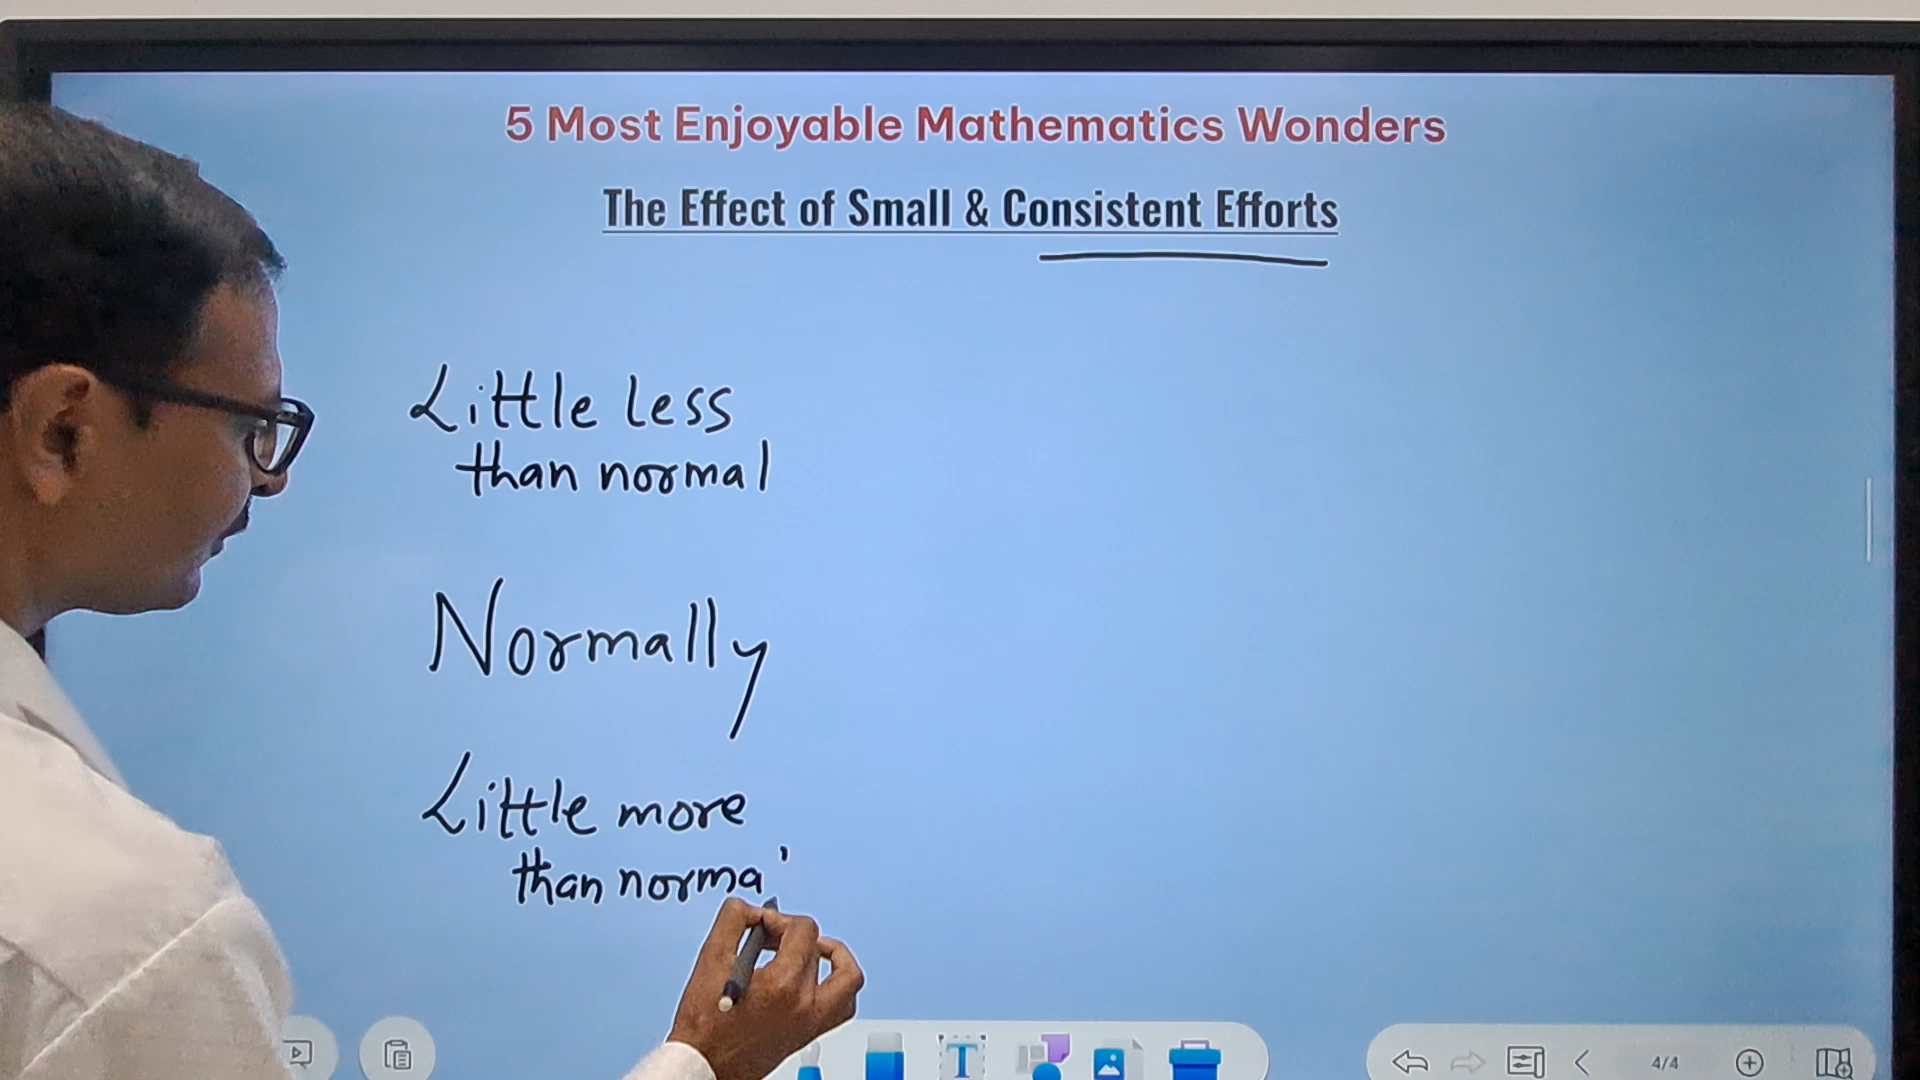 5 Most Enjoyable Mathematics Wonders
The Effect of Small & Consistent Efforts
Little less
than normal
Normally
Little more
than norma
T
4/4